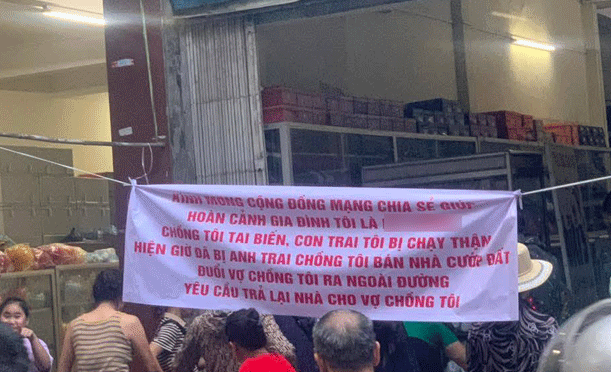 KÍNH MONG CỘNG ĐỒNG MẠNG CHIA SẺ GIÚP
HOÀN CẢNH GIA ĐÌNH TÔI LÀ
CHỒNG TÔI TAI BIẾN, CON TRAI TÔI BỊ CHẠY THẬN
HIỆN GIỜ ĐÃ BỊ ANH TRAI CHỒNG TÔI BÁN NHÀ CƯỚP ĐẤT
ĐUỔI VỢ CHỒNG TÔI RA NGOÀI ĐƯỜNG
YÊU CẦU TRẢ LẠI NHÀ CHO VỢ CHỒNG TÔI